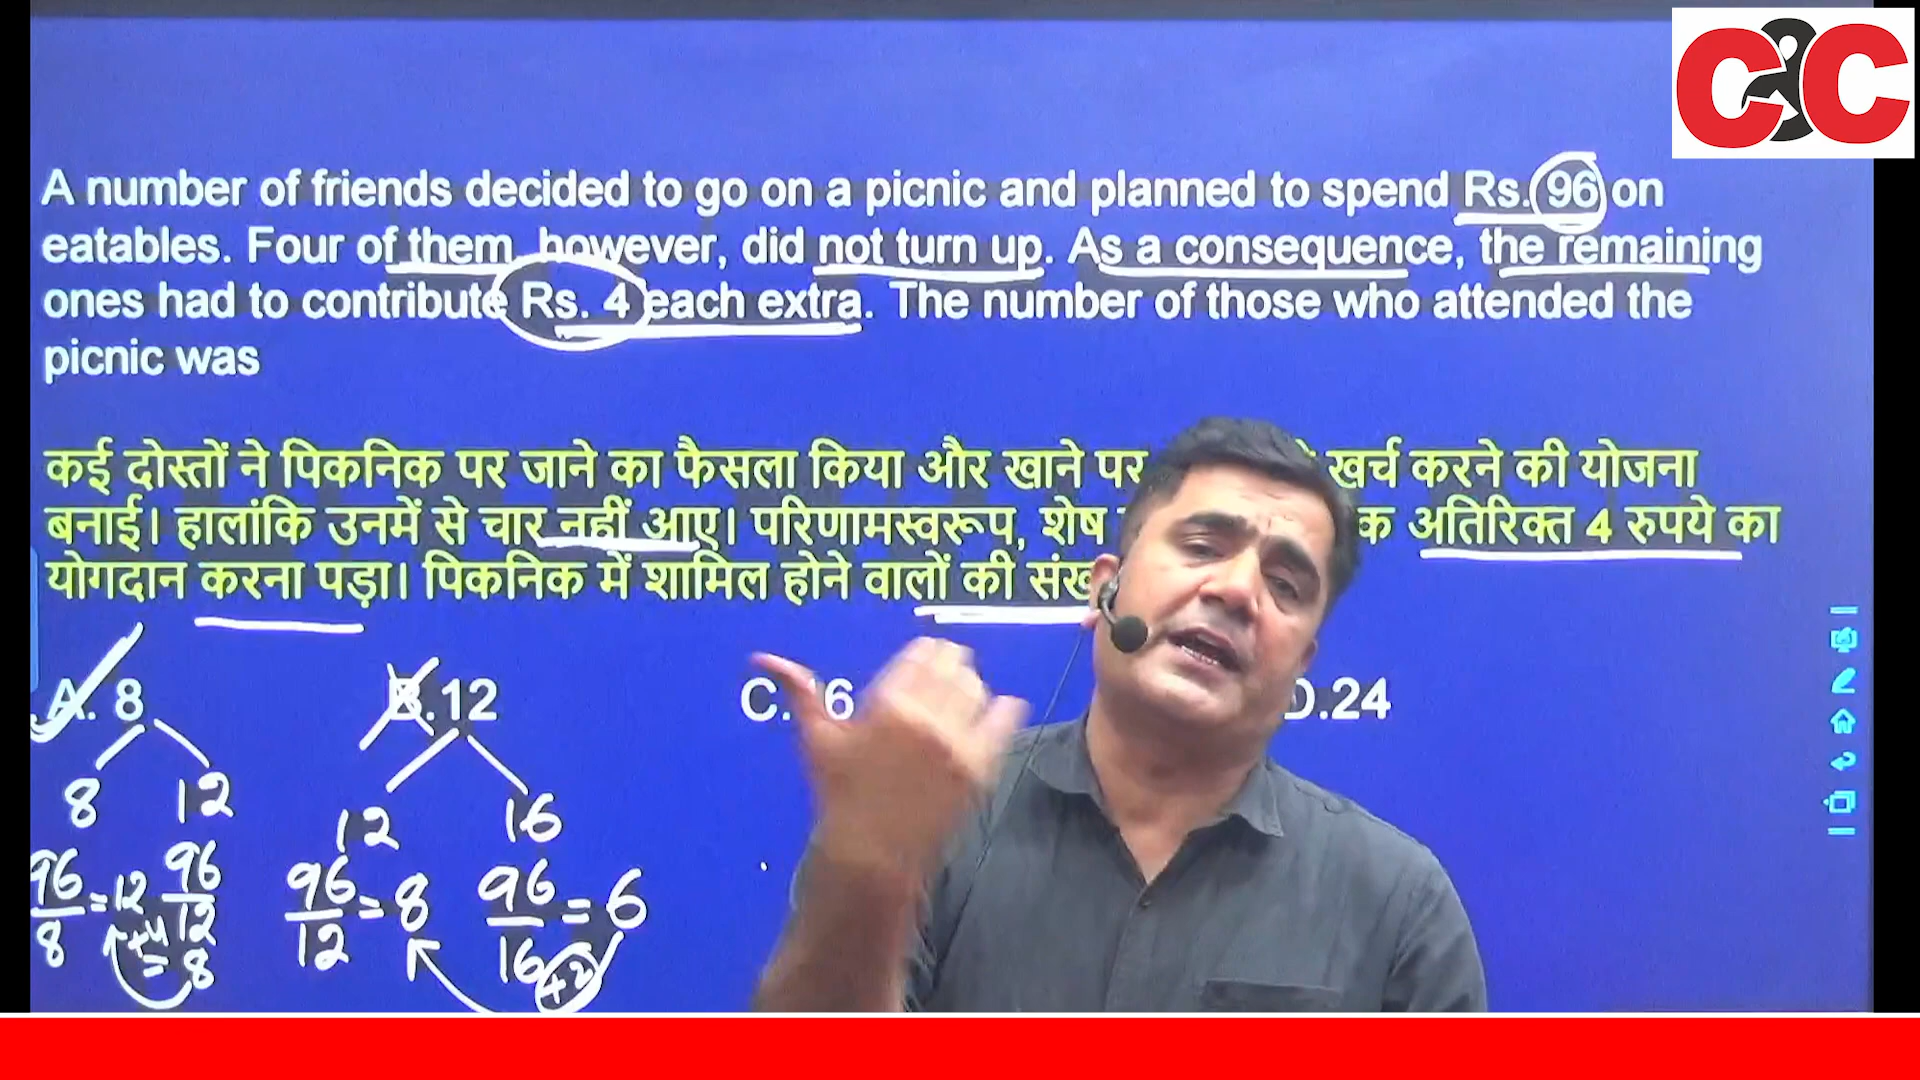 CC
A number of friends decided to go on a picnic and planned to spend Rs. 96 on
eatables. Four of them, however, did not turn up. As a consequence, the remaining
ones had to contribute Rs. 4 each extra. The number of those who attended the
picnic was
कई दोस्तों ने पिकनिक पर जाने का फैसला किया और खाने पर खर्च करने की योजना
बनाई। हालांकि उनमें से चार नहीं आए। परिणामस्वरूप, शेष अतिरिक्त 4 रुपये का
योगदान करना पड़ा। पिकनिक में शामिल होने वालों की
A. 8 B.12 C. 6 D.24
8 12 12 16
96/8 = 12 96/12 = 8 +4 96/12 = 8 96/16 = 6 +2